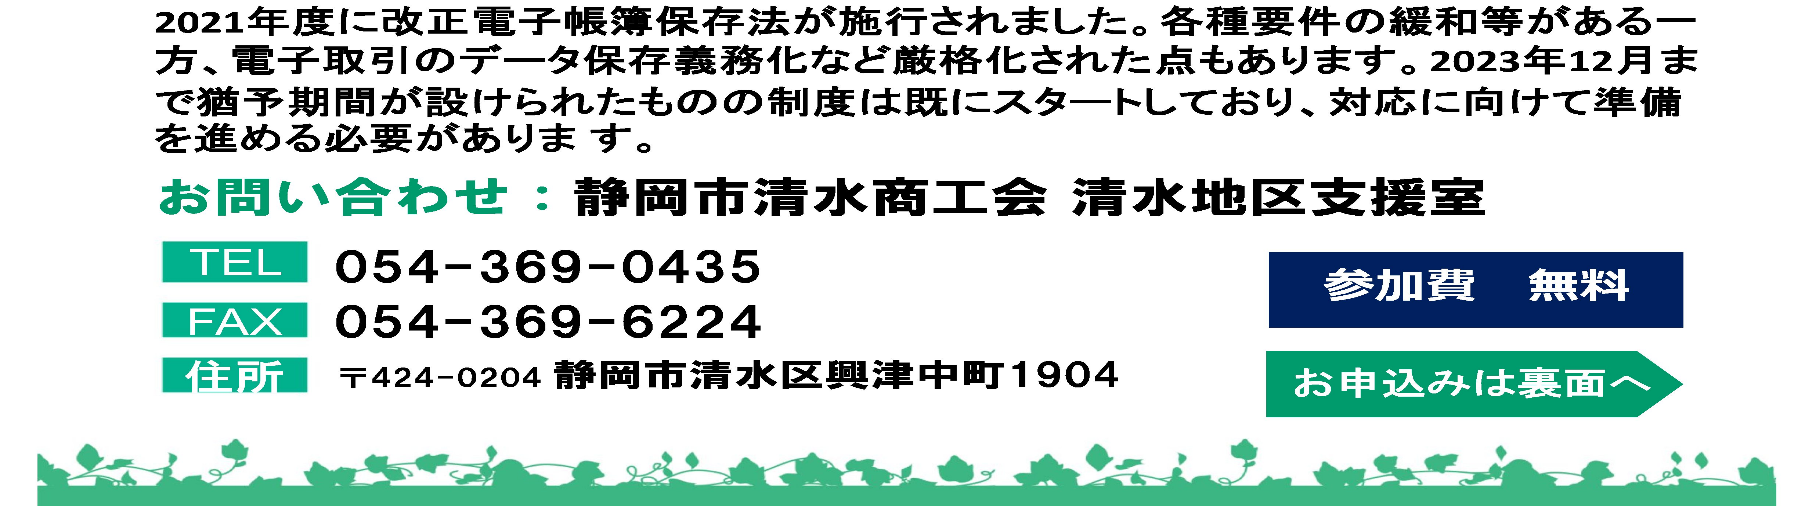 2021年度に改正電子帳簿保存法が施行されました。各種要件の緩和等がある一
方、電子取引のデータ保存義務化など厳格化された点もあります。2023年12月ま
で猶予期間が設けられたものの制度は既にスタートしており、対応に向けて準備
を進める必要がありま す。
お問い合わせ：静岡市清水商工会 清水地区支援室
TEL 054-369-0435
FAX 054-369-6224
住所 〒424-0204 静岡市清水区興津中町1904
参加費　無料
お申込みは裏面へ